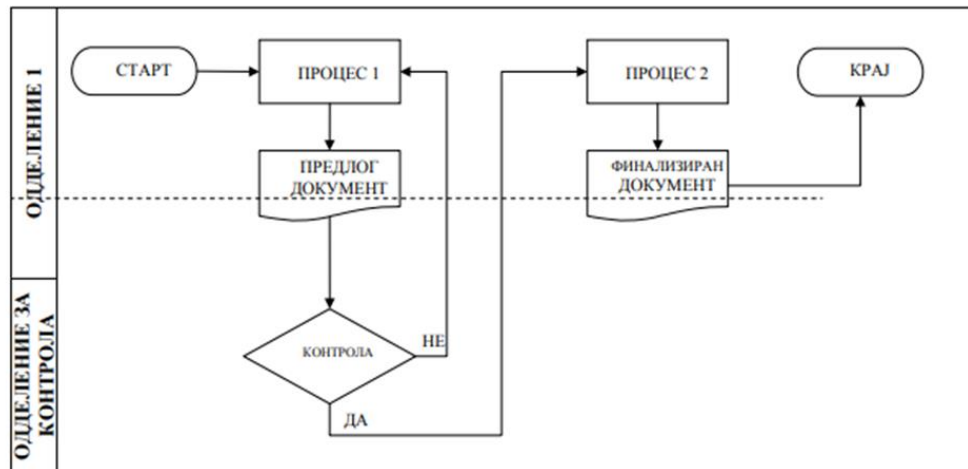 ОДДЕЛЕНИЕ 1
СТАРТ
ПРОЦЕС 1
ПРОЦЕС 2
КРАЈ
ПРЕДЛОГ
ДОКУМЕНТ
ФИНАЛИЗИРАН
ДОКУМЕНТ
ОДДЕЛЕНИЕ ЗА
КОНТРОЛА
КОНТРОЛА
НЕ
ДА